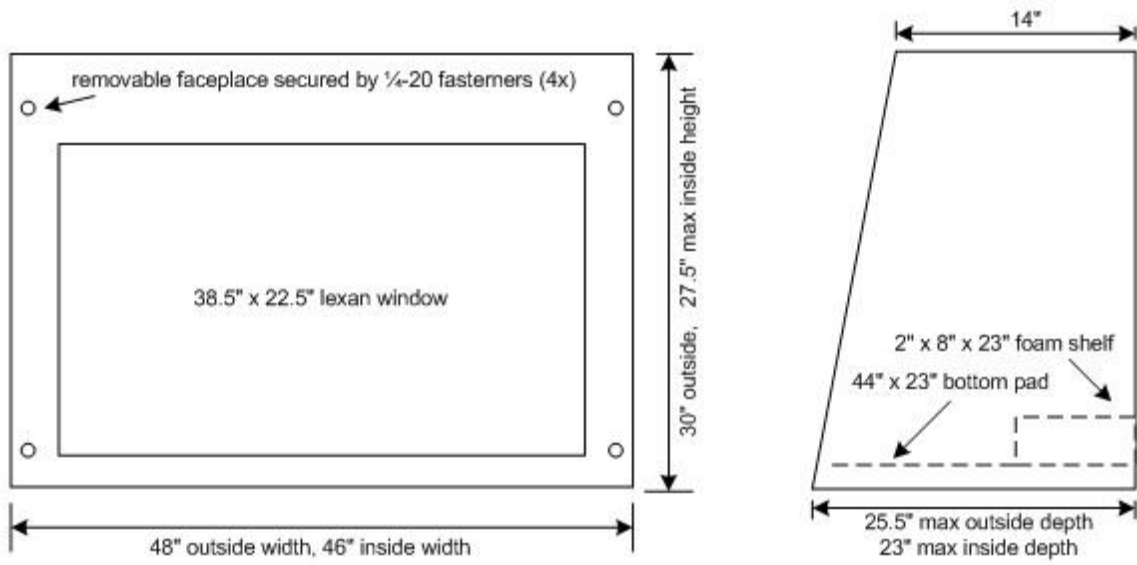 removable faceplace secured by ¼-20 fasterners (4x)
38.5" x 22.5" lexan window
48" outside width, 46" inside width
30" outside, 27.5" max inside height
14"
2" x 8" x 23" foam shelf
44" x 23" bottom pad
25.5" max outside depth
23" max inside depth